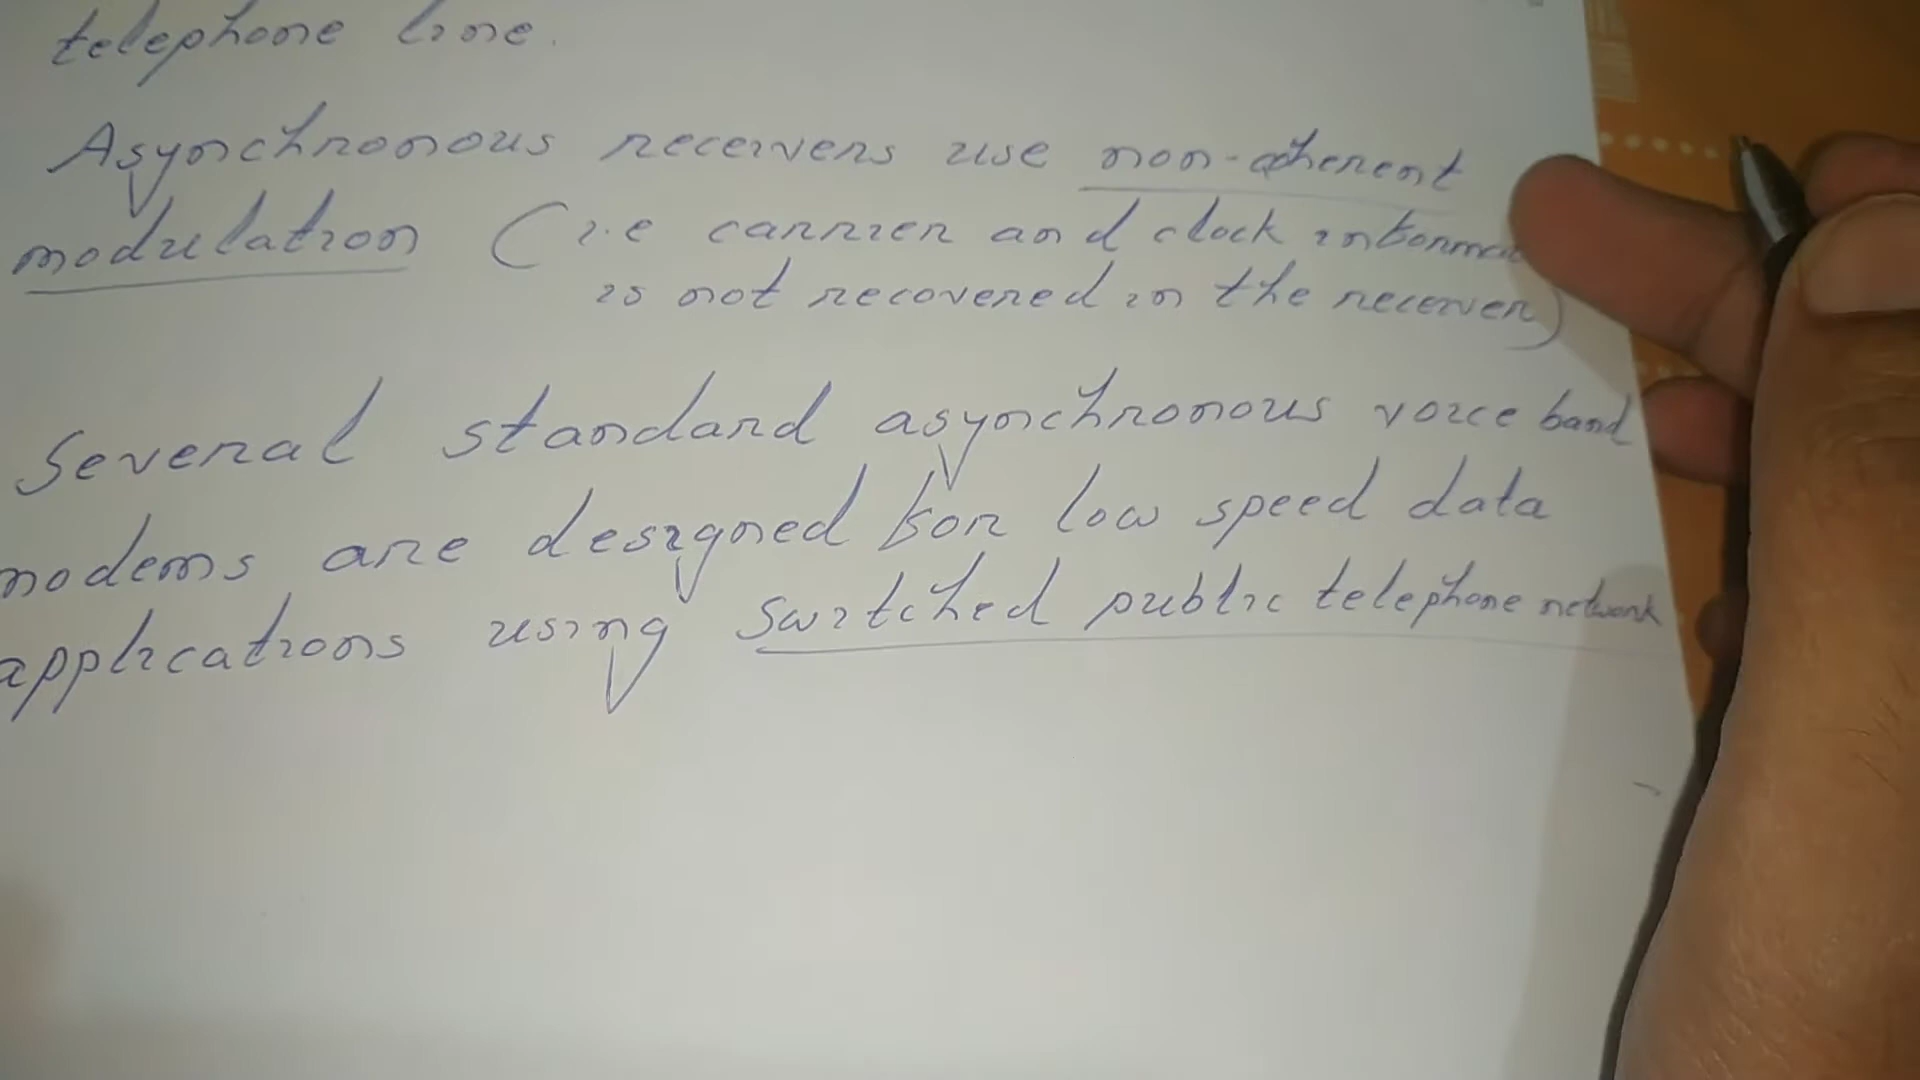 telephone line.
Asynchronous receivers use non-coherent
modulation (i.e carrier and clock informat
is not recovered in the receiver)
Several standard asynchronous voice band
modems are designed for low speed data
applications using switched public telephone network